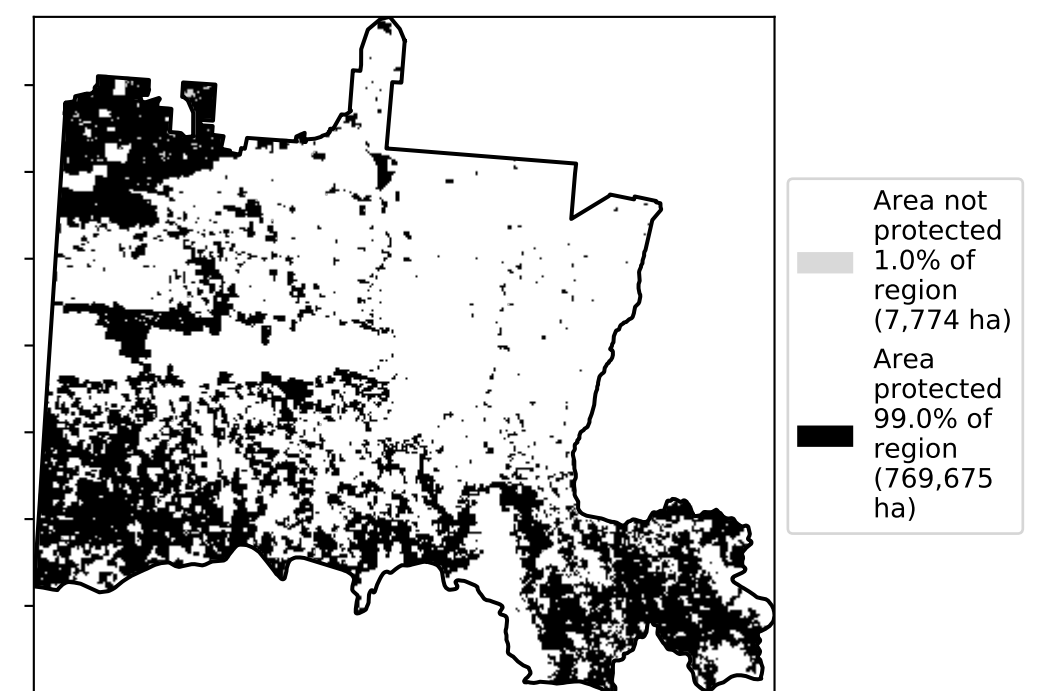 Area not
protected
1.0% of
region
(7,774 ha)
Area
protected
99.0% of
region
(769,675
ha)